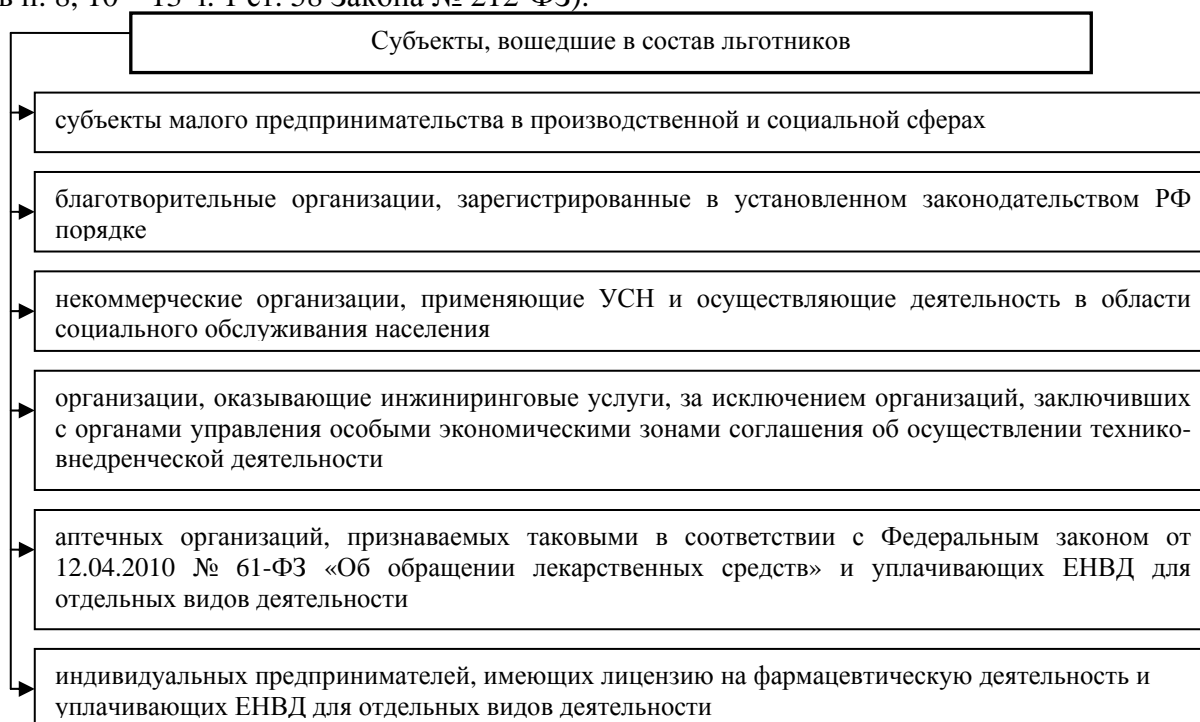 в п. 8, 10 – 13 ч. 1 ст. 58 Закона № 212-ФЗ).
Субъекты, вошедшие в состав льготников
субъекты малого предпринимательства в производственной и социальной сферах
благотворительные организации, зарегистрированные в установленном законодательством РФ
порядке
некоммерческие организации, применяющие УСН и осуществляющие деятельность в области
социального обслуживания населения
организации, оказывающие инжиниринговые услуги, за исключением организаций, заключивших
с органами управления особыми экономическими зонами соглашения об осуществлении технико-
внедренческой деятельности
аптечных организаций, признаваемых таковыми в соответствии с Федеральным законом от
12.04.2010 № 61-ФЗ «Об обращении лекарственных средств» и уплачивающих ЕНВД для
отдельных видов деятельности
индивидуальных предпринимателей, имеющих лицензию на фармацевтическую деятельность и
уплачивающих ЕНВД для отдельных видов деятельности